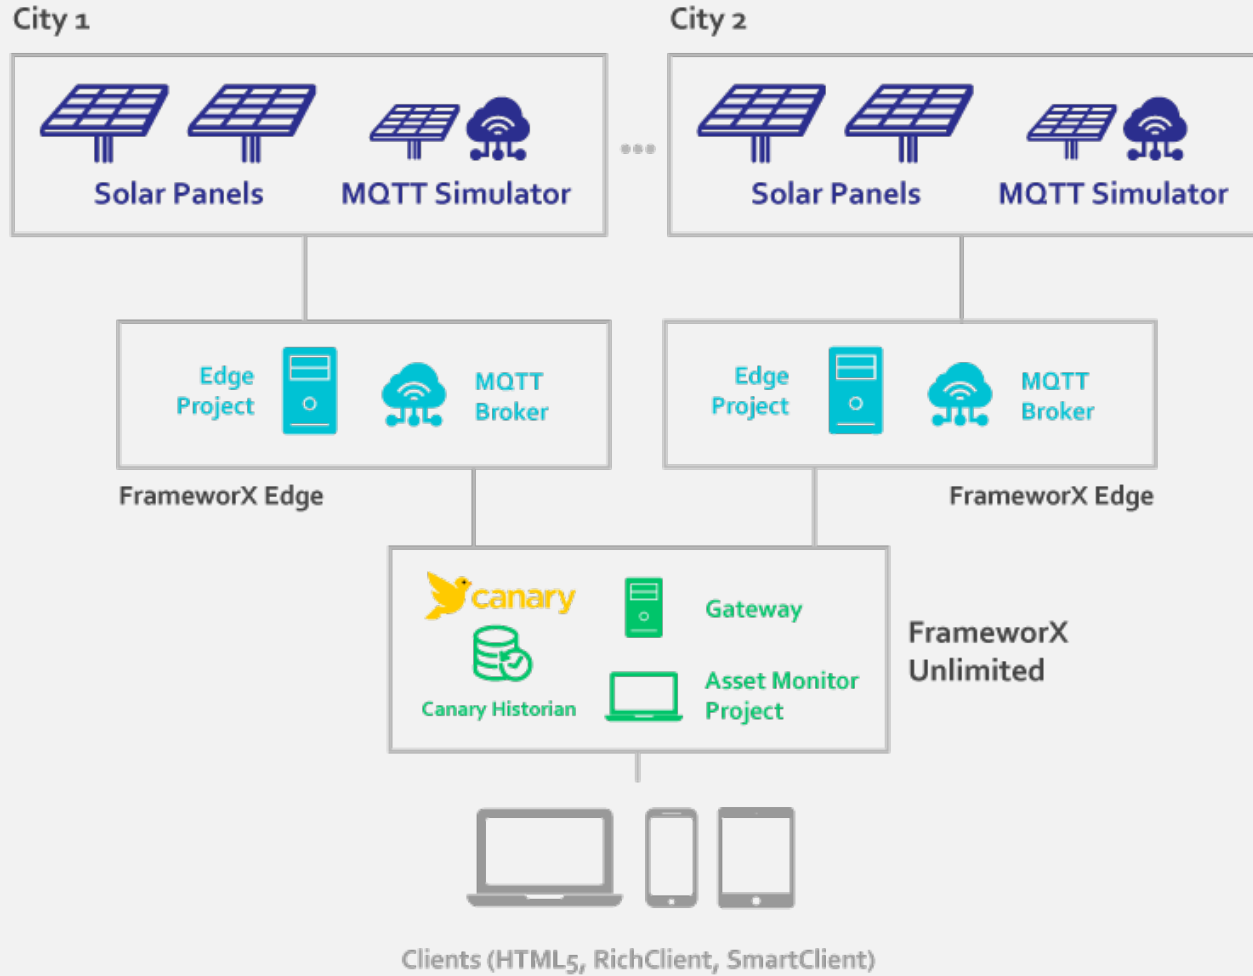 City 1
City 2
Solar Panels
MQTT Simulator
Solar Panels
MQTT Simulator
Edge
Project
MQTT
Broker
Edge
Project
MQTT
Broker
FrameworX Edge
FrameworX Edge
canary
Gateway
Canary Historian
Asset Monitor
Project
FrameworX
Unlimited
Clients (HTML5, RichClient, SmartClient)